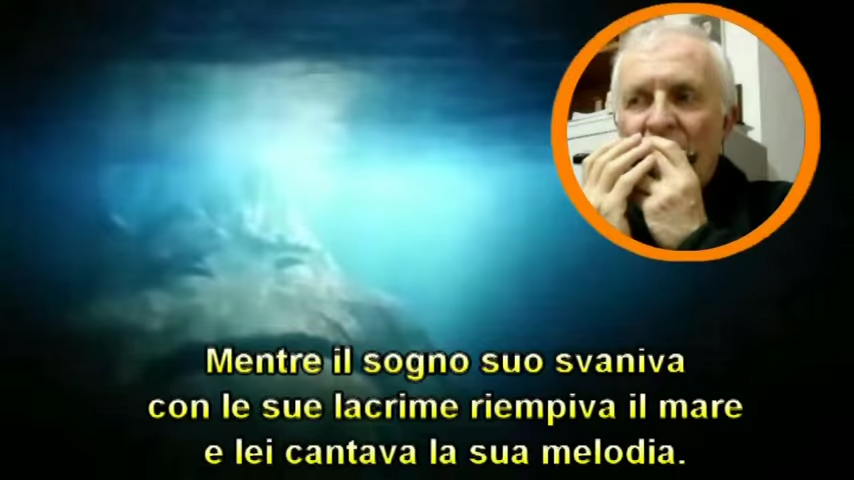 Mentre il sogno suo svaniva
con le sue lacrime riempiva il mare
e lei cantava la sua melodia.